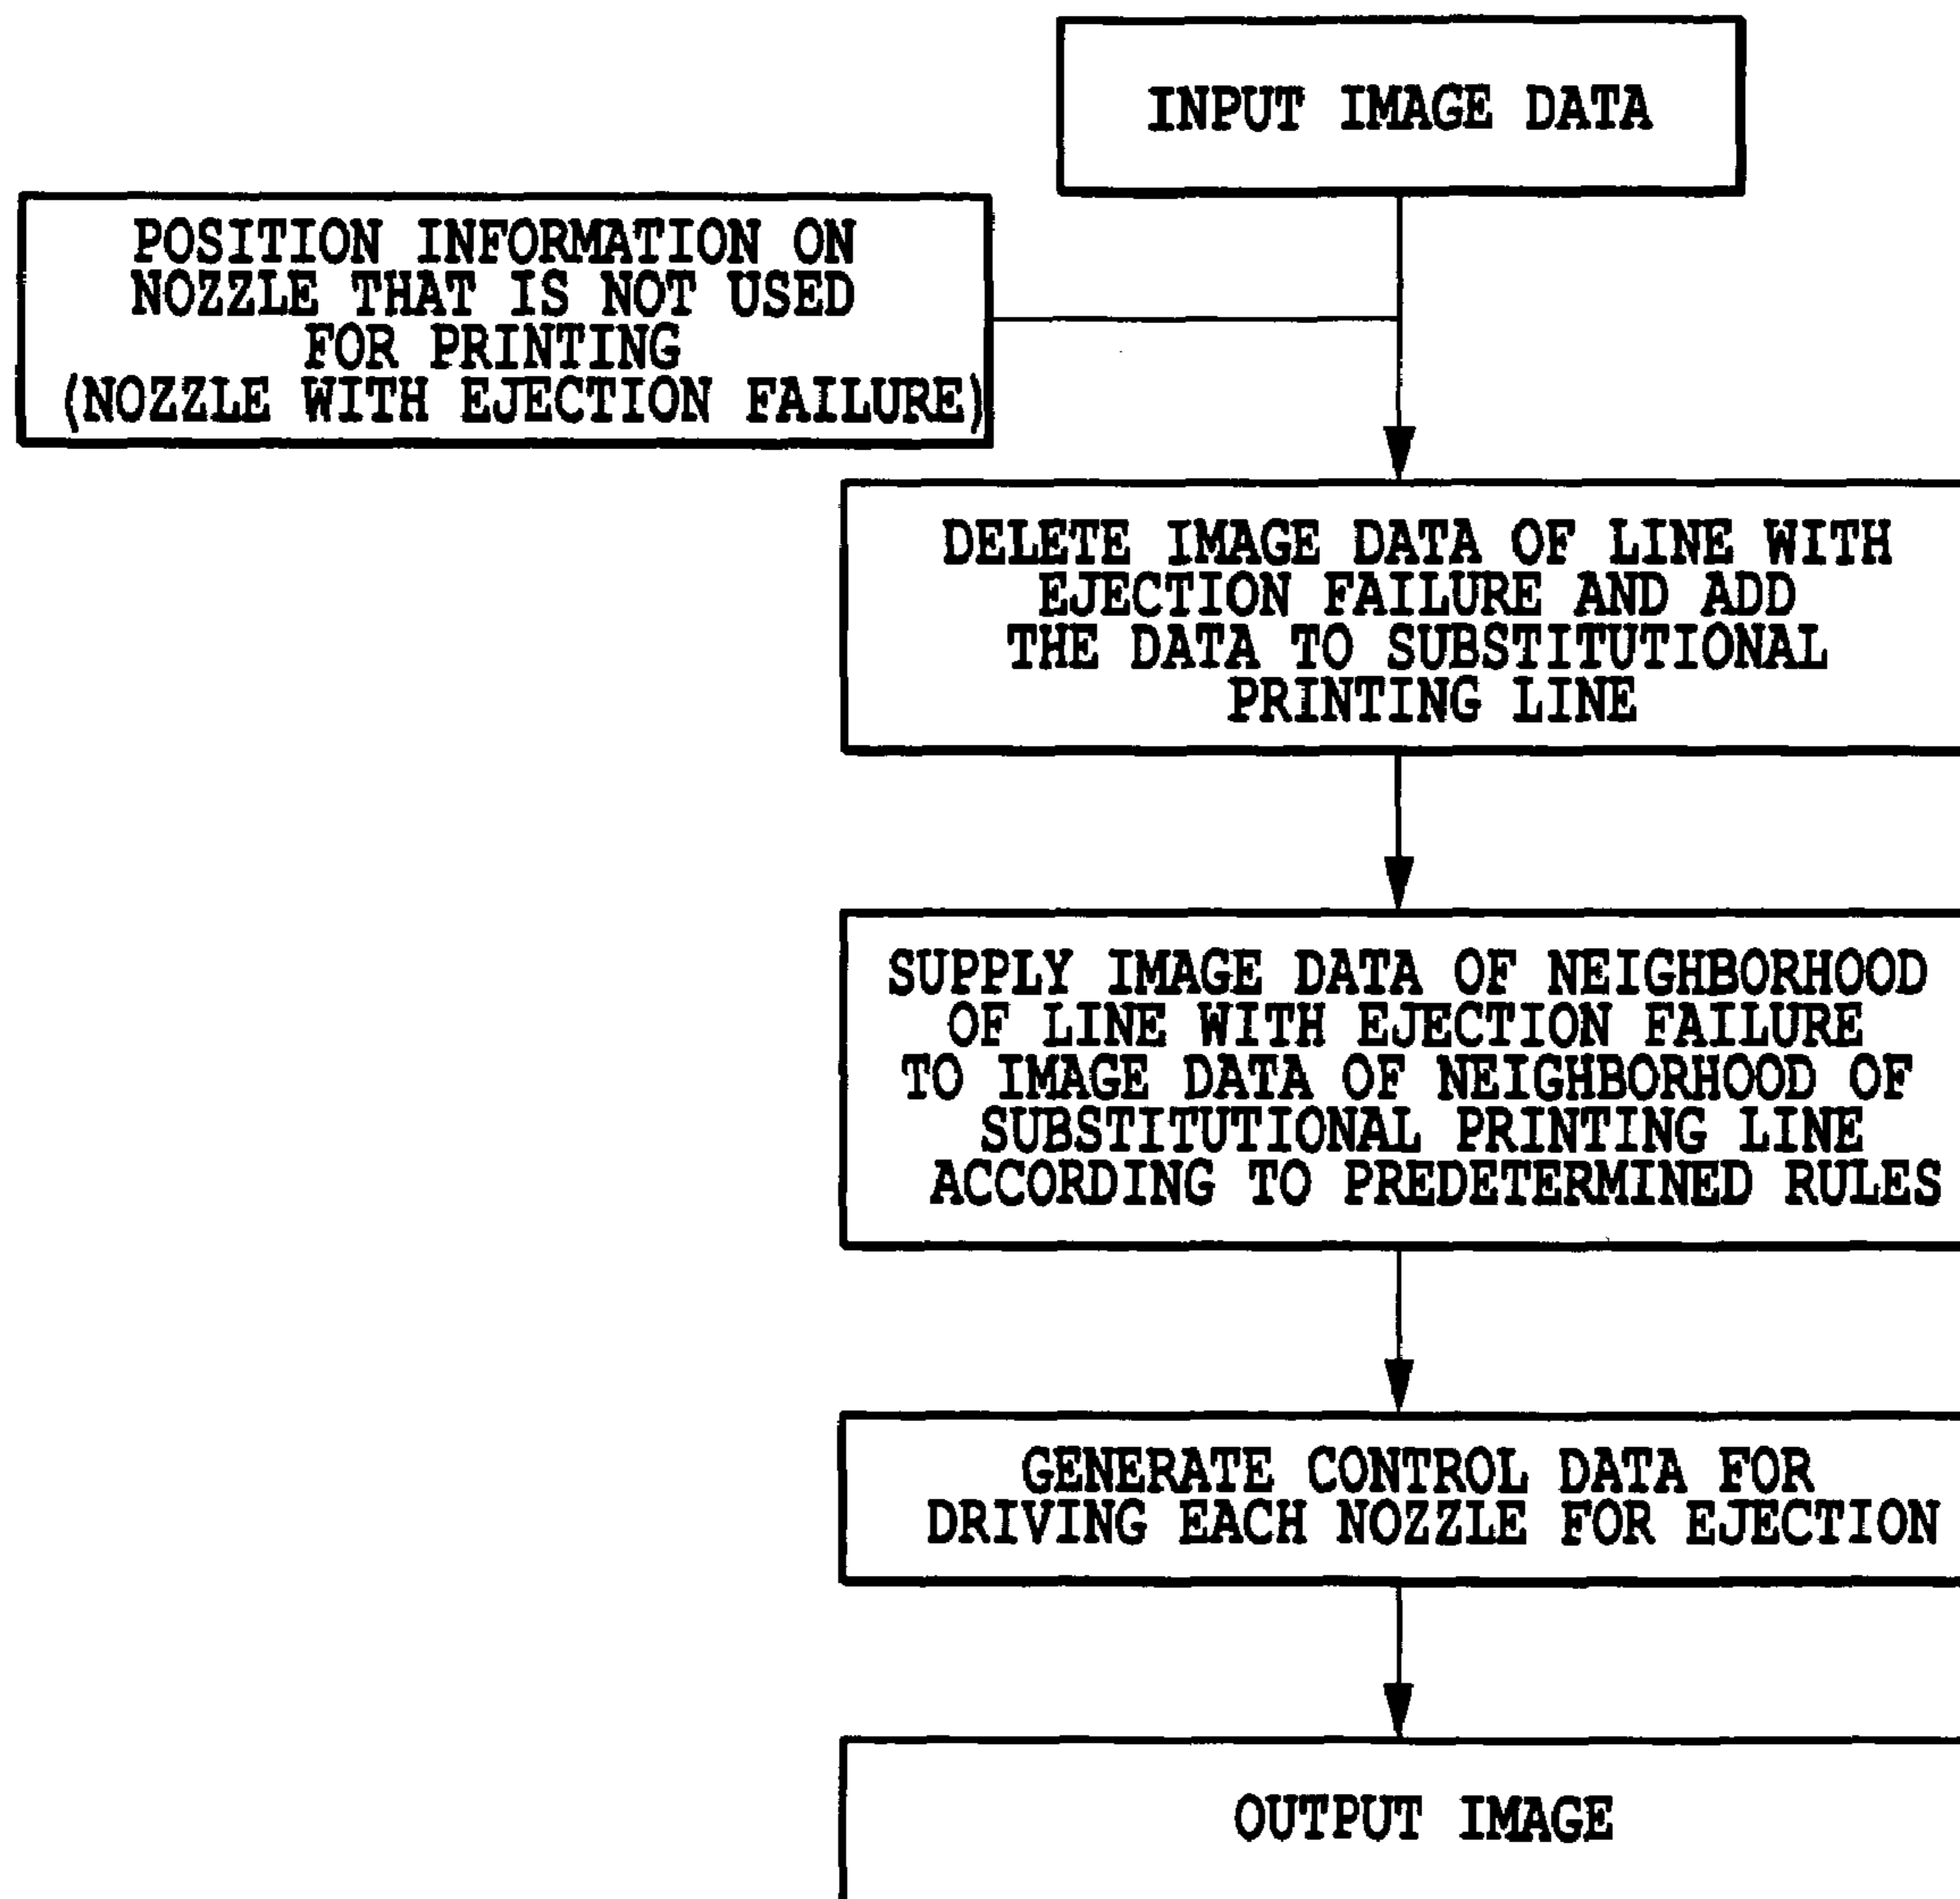 INPUT IMAGE DATA
POSITION INFORMATION ON
NOZZLE THAT IS NOT USED
FOR PRINTING
(NOZZLE WITH EJECTION FAILURE)
DELETE IMAGE DATA OF LINE WITH
EJECTION FAILURE AND ADD
THE DATA TO SUBSTITUTIONAL
PRINTING LINE
SUPPLY IMAGE DATA OF NEIGHBORHOOD
OF LINE WITH EJECTION FAILURE
TO IMAGE DATA OF NEIGHBORHOOD OF
SUBSTITUTIONAL PRINTING LINE
ACCORDING TO PREDETERMINED RULES
GENERATE CONTROL DATA FOR
DRIVING EACH NOZZLE FOR EJECTION
OUTPUT IMAGE